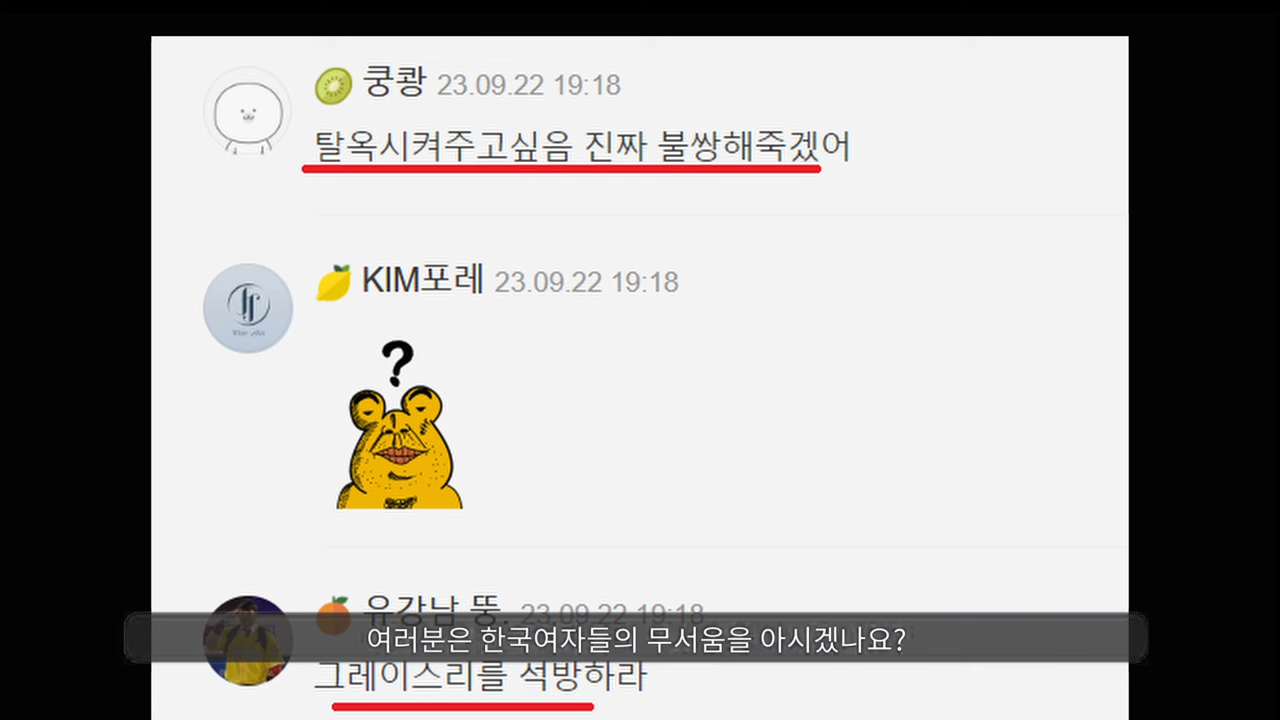 쿵쾅 23.09.22 19:18
탈옥시켜주고싶음 진짜 불쌍해죽겠어
KIM포레 23.09.22 19:18
?
유강남 뚱. 23.09.22 19:18
여러분은 한국여자들의 무서움을 아시겠나요?
그레이스리를 석방하라